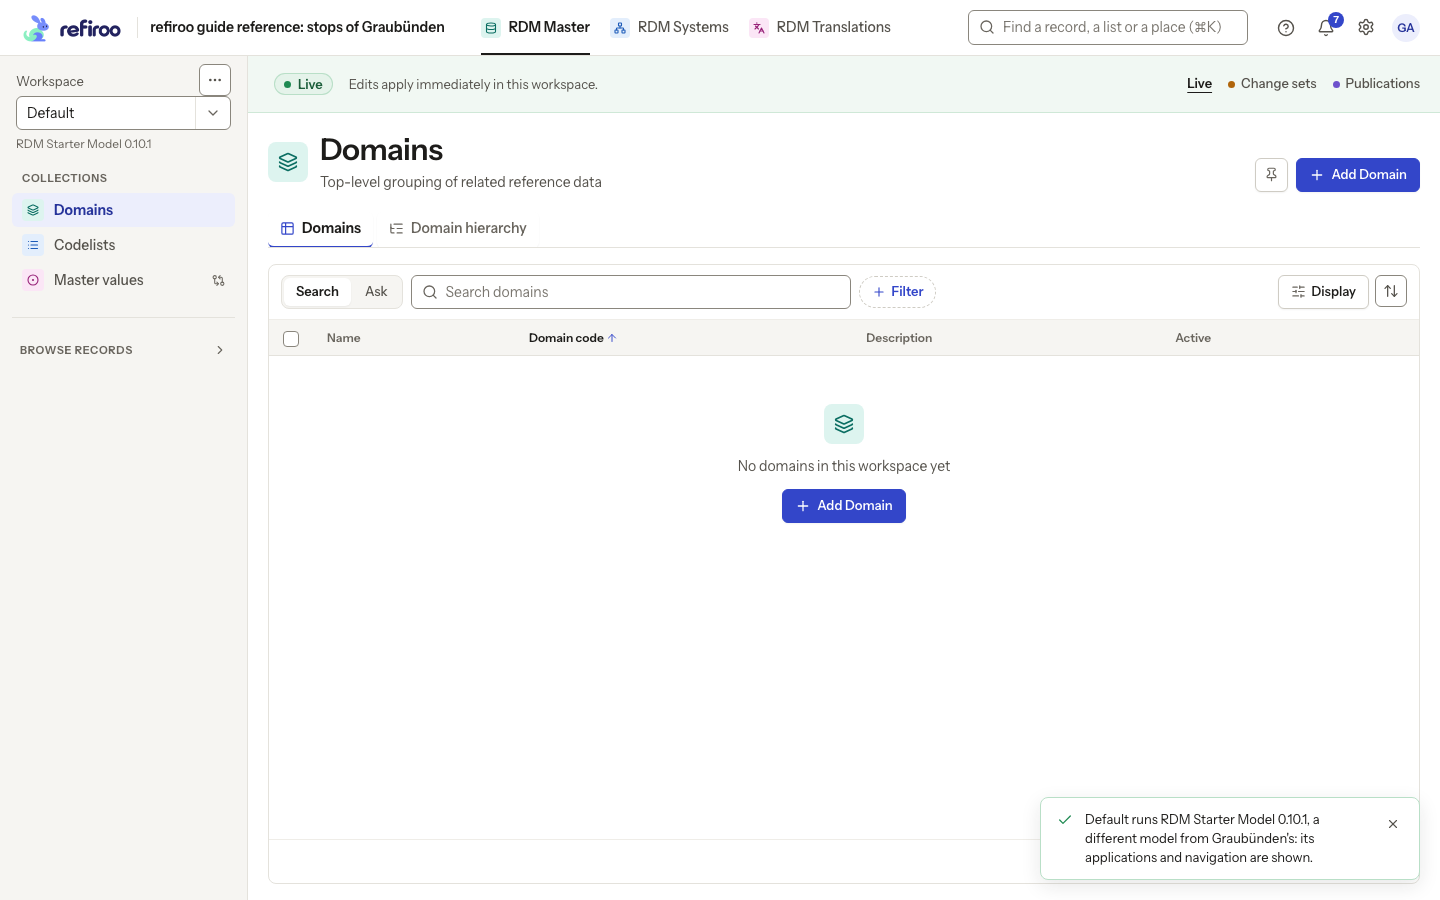 refiroo
refiroo guide reference: stops of Graubünden
RDM Master
RDM Systems
RDM Translations
Find a record, a list or a place (⌘K)
7
GA
Workspace
Default
RDM Starter Model 0.10.1
COLLECTIONS
Domains
Codelists
Master values
BROWSE RECORDS
Live
Edits apply immediately in this workspace.
Live
Change sets
Publications
Domains
Top-level grouping of related reference data
Add Domain
Domains
Domain hierarchy
Search
Ask
Search domains
Filter
Display
Name
Domain code
Description
Active
No domains in this workspace yet
Add Domain
Default runs RDM Starter Model 0.10.1, a
different model from Graubünden's: its
applications and navigation are shown.